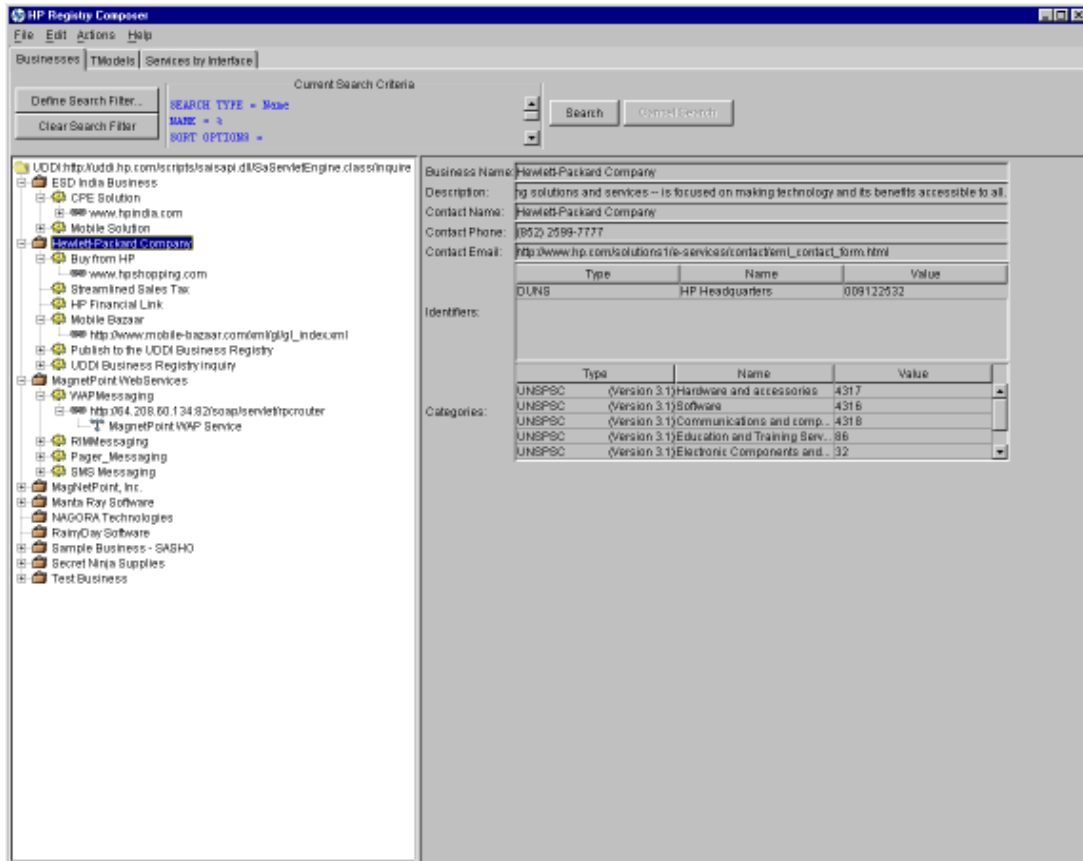 HP Registry Composer
File Edit Actions Help
Businesses TModels Services by Interface
Current Search Criteria
Define Search Filter...
Clear Search Filter
SEARCH TYPE = Name
NAME = %
SORT OPTIONS =
Search Cancel Search
UDDI:http://uddi.hp.com/scripts/saisapi.dll/SaServletEngine.class/inquire
ESD India Business
CPE Solution
www.hpindia.com
Mobile Solution
Hewlett-Packard Company
Buy from HP
www.hpshopping.com
Streamlined Sales Tax
HP Financial Link
Mobile Bazaar
http://www.mobile-bazaar.com/xml/gl/gl_index.xml
Publish to the UDDI Business Registry
UDDI Business Registry inquiry
MagnetPoint WebServices
WAPMessaging
http://64.208.60.134:82/soap/servlet/rpcrouter
MagnetPoint WAP Service
RIMMessaging
Pager_Messaging
SMS Messaging
MagNetPoint, Inc.
Manta Ray Software
NAGORA Technologies
RainyDay Software
Sample Business - SASHO
Secret Ninja Supplies
Test Business
Business Name: Hewlett-Packard Company
Description: ng solutions and services -- is focused on making technology and its benefits accessible to all.
Contact Name: Hewlett-Packard Company
Contact Phone: (852) 2599-7777
Contact Email: http://www.hp.com/solutions1/e-services/contact/eml_contact_form.html
Identifiers:
Type Name Value
DUNS HP Headquarters 009122532
Categories:
Type Name Value
UNSPSC (Version 3.1) Hardware and accessories 4317
UNSPSC (Version 3.1) Software 4316
UNSPSC (Version 3.1) Communications and comp... 4318
UNSPSC (Version 3.1) Education and Training Serv... 86
UNSPSC (Version 3.1) Electronic Components and... 32